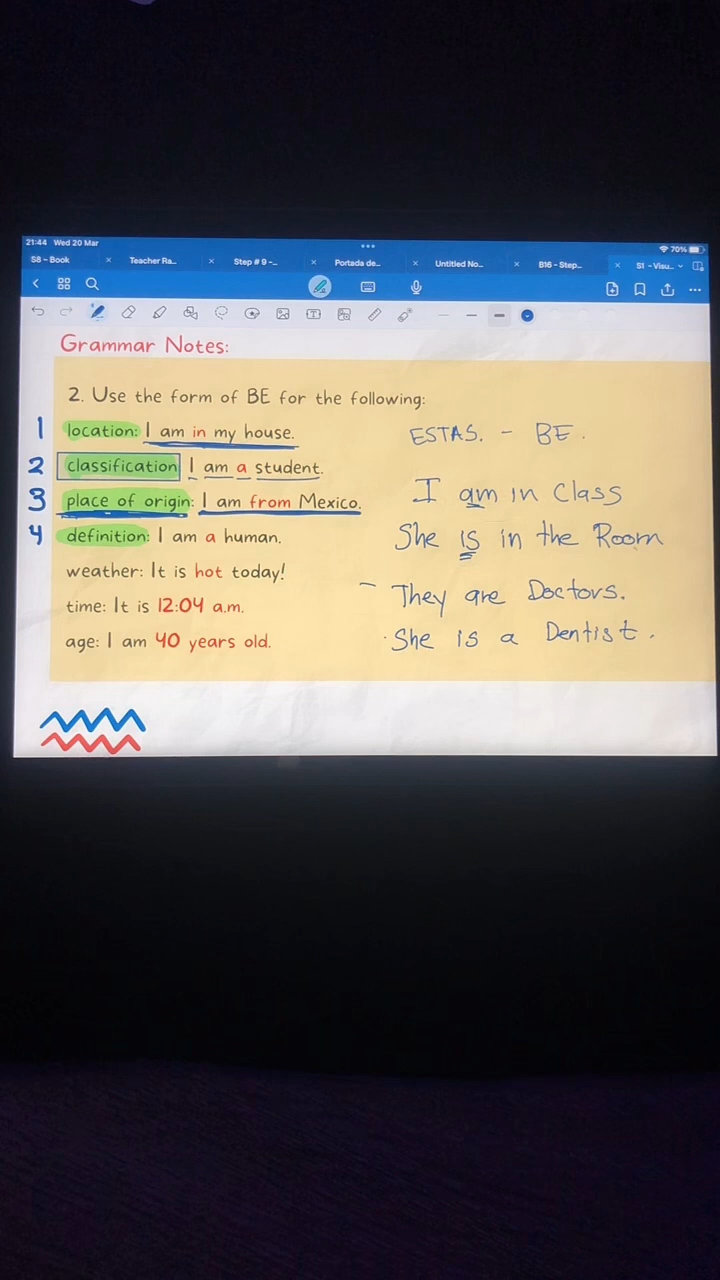 21:44 Wed 20 Mar
70%
S8 - Book
Teacher Ra...
Step # 9 -...
Portada de...
Untitled No...
B16 - Step...
S1 - Visu...
Grammar Notes:
2. Use the form of BE for the following:
1 location: I am in my house.
2 classification I am a student.
3 place of origin: I am from Mexico.
4 definition: I am a human.
weather: It is hot today!
time: It is 12:04 a.m.
age: I am 40 years old.
ESTAS. - BE.
I am in Class
She is in the Room
- They are Doctors.
· She is a Dentist.